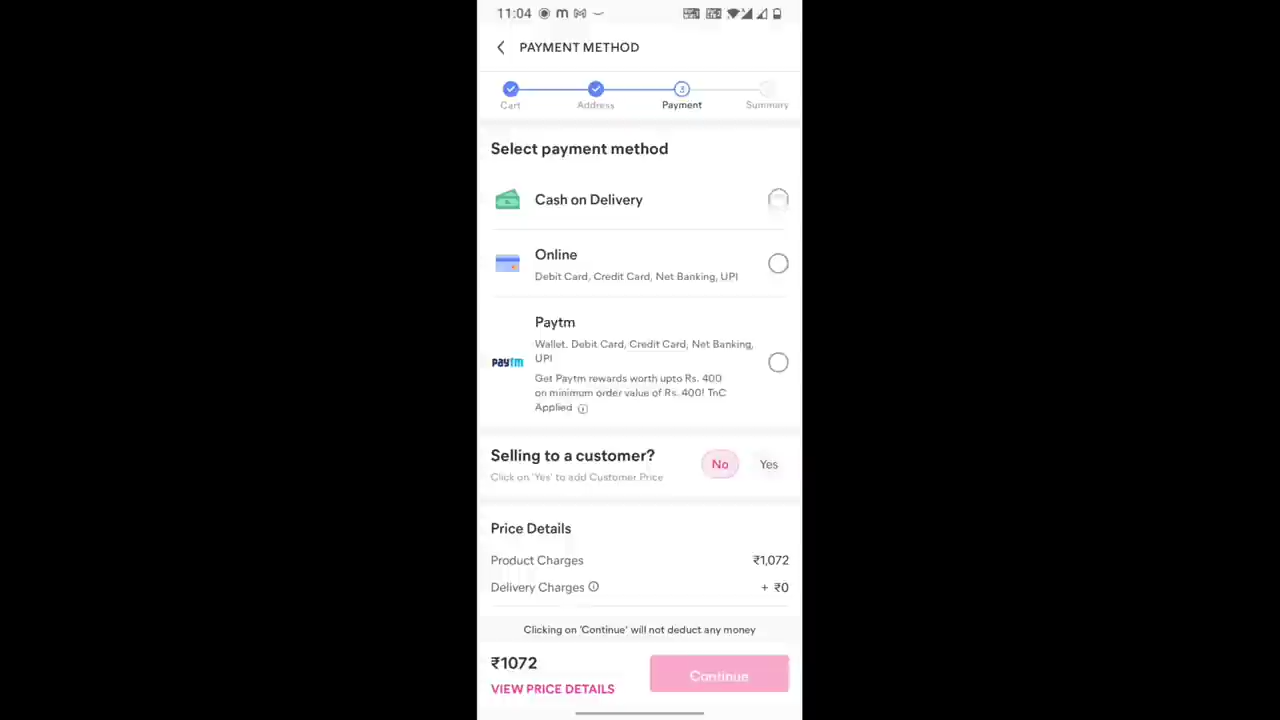 11:04
PAYMENT METHOD
3
Cart Address Payment Summary
Select payment method
Cash on Delivery
Online
Debit Card, Credit Card, Net Banking, UPI
Paytm
Wallet, Debit Card, Credit Card, Net Banking,
UPI
paytm
Get Paytm rewards worth upto Rs. 400
on minimum order value of Rs. 400! TnC
Applied
Selling to a customer?
No Yes
Click on 'Yes' to add Customer Price
Price Details
Product Charges ₹1,072
Delivery Charges + ₹0
Clicking on 'Continue' will not deduct any money
₹1072
Continue
VIEW PRICE DETAILS